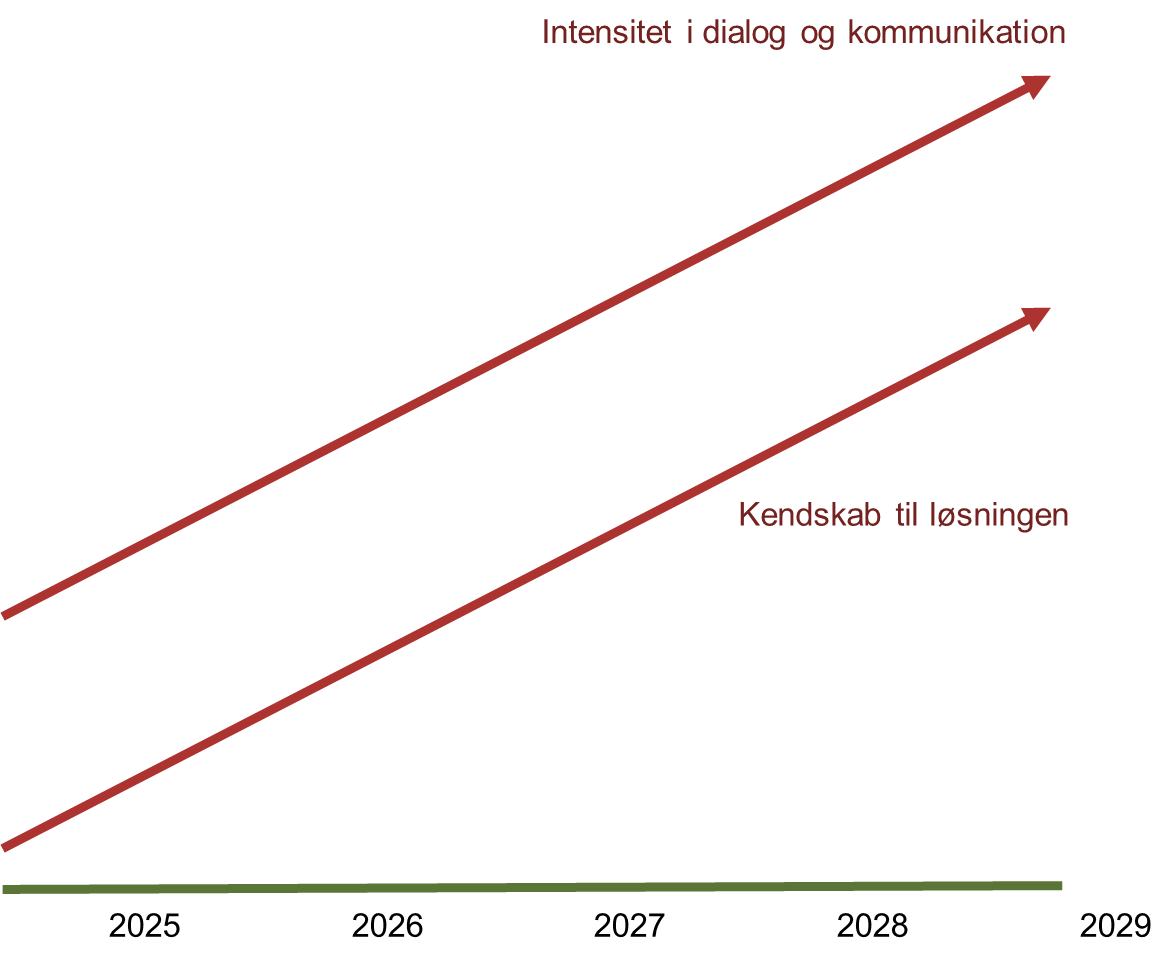 Intensitet i dialog og kommunikation
Kendskab til løsningen
2025 2026 2027 2028 2029